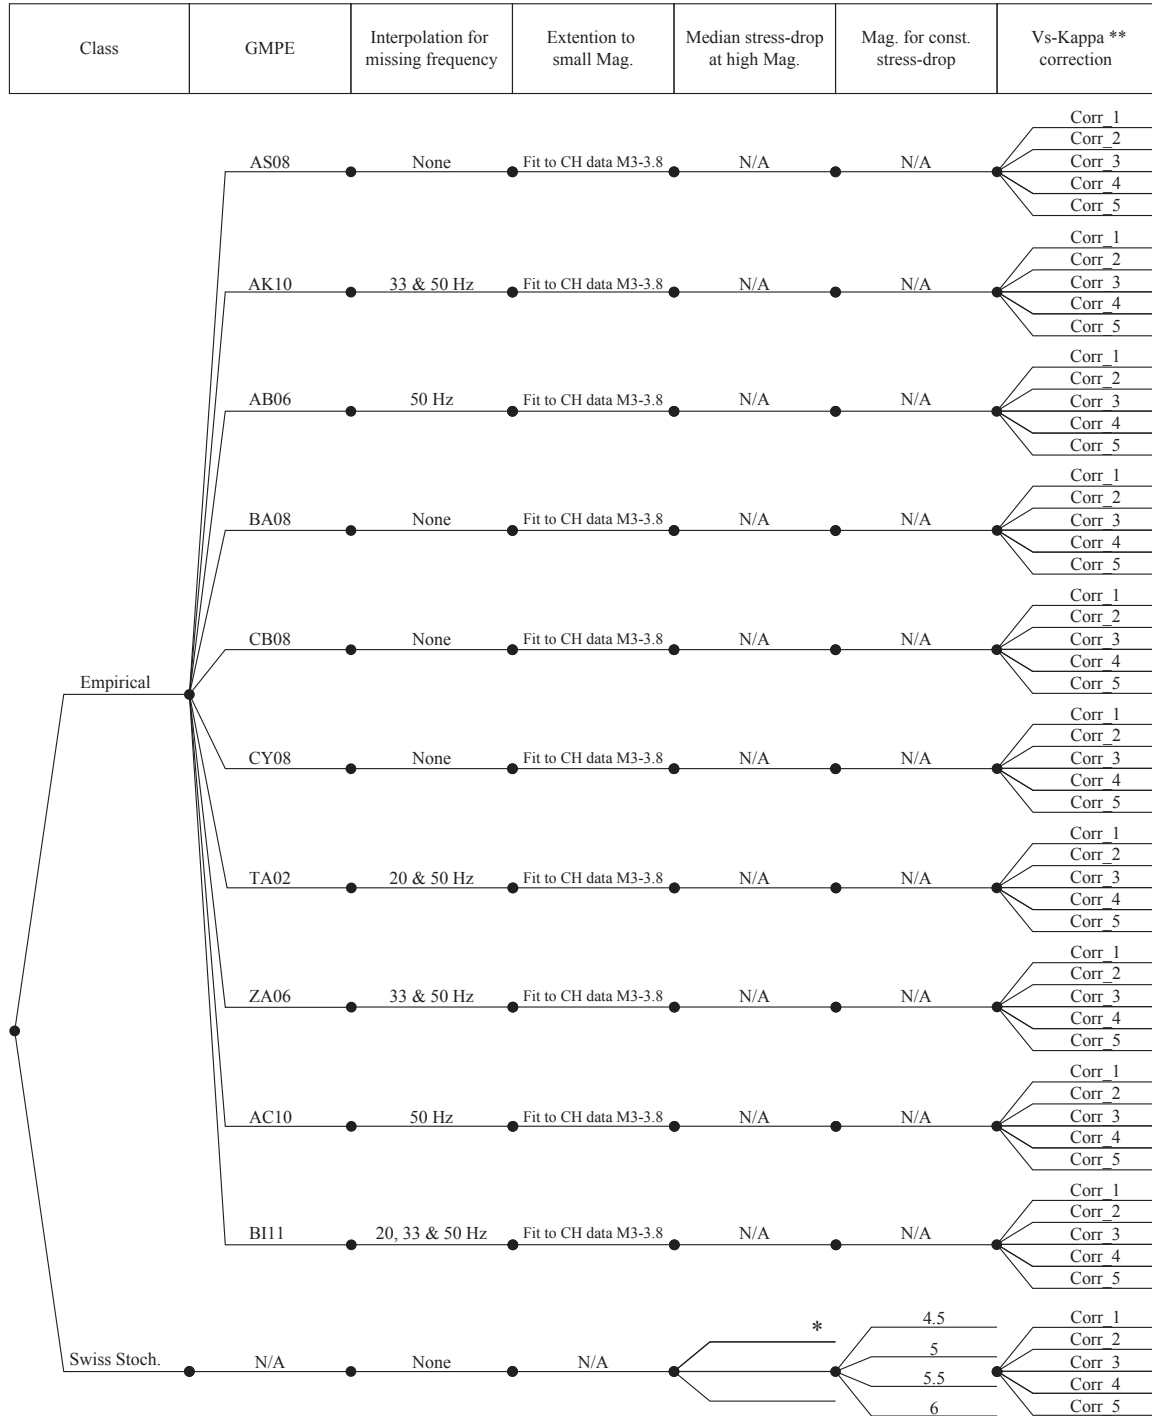 Class
GMPE
Interpolation for
missing frequency
Extention to
small Mag.
Median stress-drop
at high Mag.
Mag. for const.
stress-drop
Vs-Kappa **
correction
AS08
None
Fit to CH data M3-3.8
N/A
N/A
Corr_1
Corr_2
Corr_3
Corr_4
Corr_5
AK10
33 & 50 Hz
Fit to CH data M3-3.8
N/A
N/A
Corr_1
Corr_2
Corr_3
Corr_4
Corr_5
AB06
50 Hz
Fit to CH data M3-3.8
N/A
N/A
Corr_1
Corr_2
Corr_3
Corr_4
Corr_5
BA08
None
Fit to CH data M3-3.8
N/A
N/A
Corr_1
Corr_2
Corr_3
Corr_4
Corr_5
CB08
None
Fit to CH data M3-3.8
N/A
N/A
Corr_1
Corr_2
Corr_3
Corr_4
Corr_5
Empirical
CY08
None
Fit to CH data M3-3.8
N/A
N/A
Corr_1
Corr_2
Corr_3
Corr_4
Corr_5
TA02
20 & 50 Hz
Fit to CH data M3-3.8
N/A
N/A
Corr_1
Corr_2
Corr_3
Corr_4
Corr_5
ZA06
33 & 50 Hz
Fit to CH data M3-3.8
N/A
N/A
Corr_1
Corr_2
Corr_3
Corr_4
Corr_5
AC10
50 Hz
Fit to CH data M3-3.8
N/A
N/A
Corr_1
Corr_2
Corr_3
Corr_4
Corr_5
BI11
20, 33 & 50 Hz
Fit to CH data M3-3.8
N/A
N/A
Corr_1
Corr_2
Corr_3
Corr_4
Corr_5
Swiss Stoch.
N/A
None
N/A
*
4.5
5
5.5
6
Corr_1
Corr_2
Corr_3
Corr_4
Corr_5